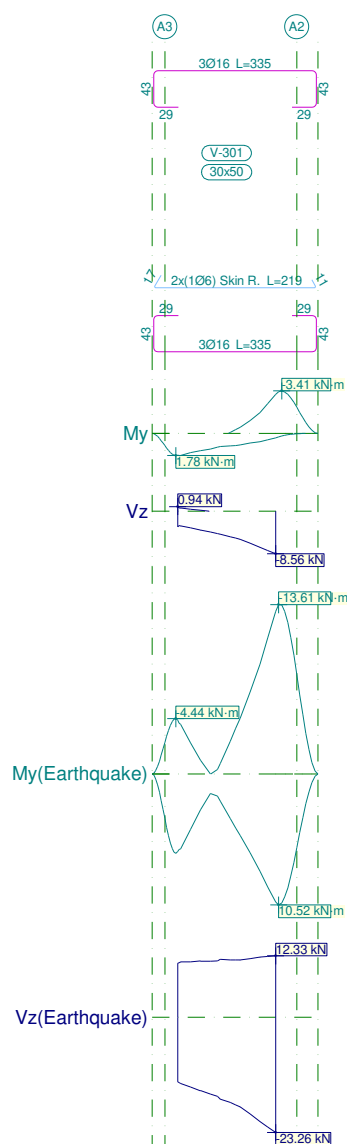 A3 A2
3Ø16 L=335
43 43
29 29
V-301
30x50
17 2x(1Ø6) Skin R. L=219 11
29 29
43 43
3Ø16 L=335
-3.41 kN·m
My
1.78 kN·m
0.94 kN
Vz
-8.56 kN
-13.61 kN·m
-4.44 kN·m
My(Earthquake)
10.52 kN·m
12.33 kN
Vz(Earthquake)
-23.26 kN